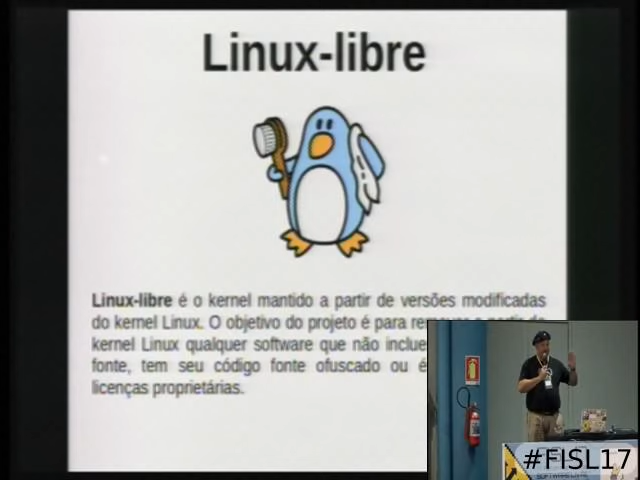 Linux-libre
Linux-libre é o kernel mantido a partir de versões modificadas
do kernel Linux. O objetivo do projeto é para
kernel Linux qualquer software que não
fonte, tem seu código fonte ofuscado ou é
licenças proprietárias.
#FISL17